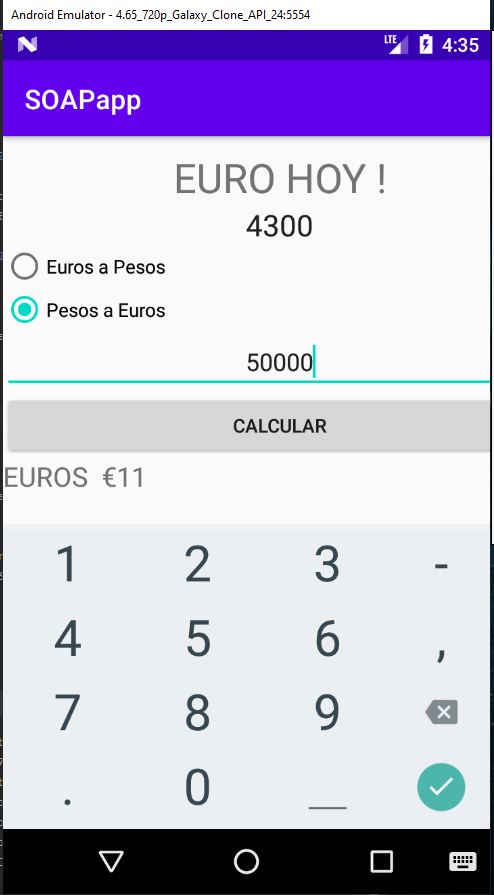 Android Emulator - 4.65_720p_Galaxy_Clone_API_24:5554
LTE 4:35
SOAPapp
EURO HOY !
4300
Euros a Pesos
Pesos a Euros
50000
CALCULAR
EUROS €11
1 2 3 -
4 5 6 ,
7 8 9
. 0 _